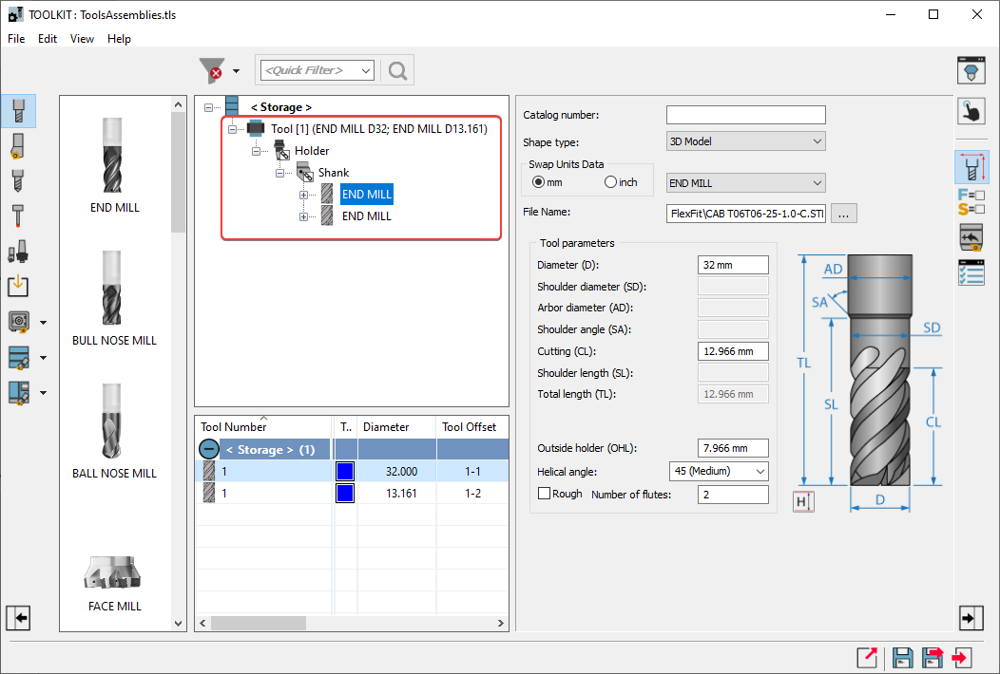 TOOLKIT : ToolsAssemblies.tls
File Edit View Help
<Quick Filter>
END MILL
BULL NOSE MILL
BALL NOSE MILL
FACE MILL
< Storage >
Tool [1] (END MILL D32; END MILL D13.161)
Holder
Shank
END MILL
END MILL
Tool Number T.. Diameter Tool Offset
< Storage > (1)
1 32.000 1-1
1 13.161 1-2
Catalog number:
Shape type: 3D Model
Swap Units Data
mm inch END MILL
File Name: FlexFit\CAB T06T06-25-1.0-C.STI ...
Tool parameters
Diameter (D): 32 mm
Shoulder diameter (SD):
Arbor diameter (AD):
Shoulder angle (SA):
Cutting (CL): 12.966 mm
Shoulder length (SL):
Total length (TL): 12.966 mm
Outside holder (OHL): 7.966 mm
Helical angle: 45 (Medium)
Rough Number of flutes: 2
AD
SA
SD
TL
SL
CL
H
D
F=
S=